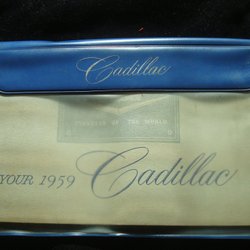 Cadillac
STANDARD OF THE WORLD
YOUR 1959 Cadillac